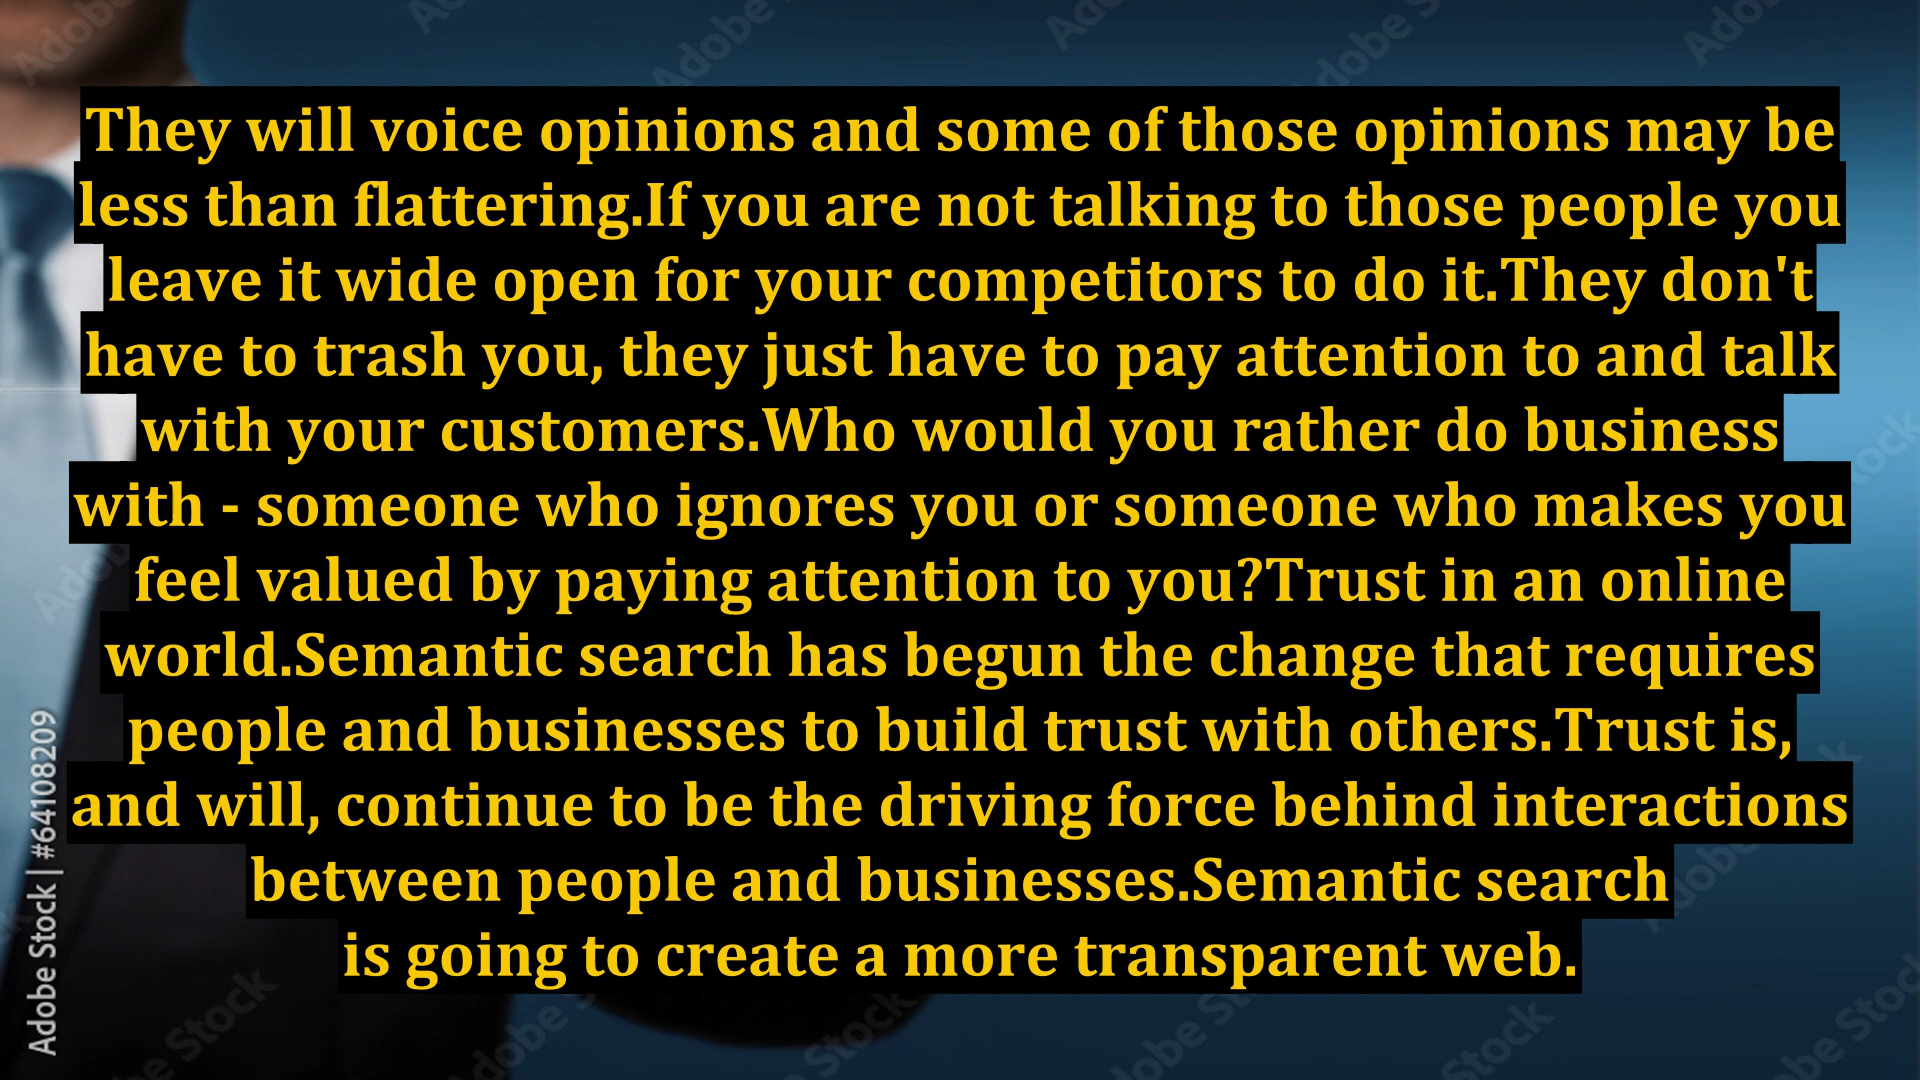 They will voice opinions and some of those opinions may be
less than flattering.If you are not talking to those people you
leave it wide open for your competitors to do it.They don't
have to trash you, they just have to pay attention to and talk
with your customers.Who would you rather do business
with - someone who ignores you or someone who makes you
feel valued by paying attention to you?Trust in an online
world.Semantic search has begun the change that requires
people and businesses to build trust with others.Trust is,
and will, continue to be the driving force behind interactions
between people and businesses.Semantic search
is going to create a more transparent web.
Adobe Stock | #64108209